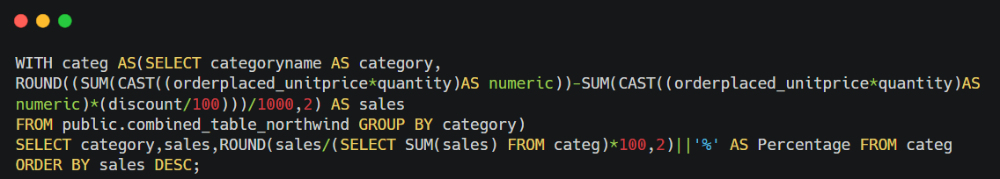 WITH categ AS(SELECT categoryname AS category,
ROUND((SUM(CAST((orderplaced_unitprice*quantity)AS numeric))-SUM(CAST((orderplaced_unitprice*quantity)AS
numeric)*(discount/100)))/1000,2) AS sales
FROM public.combined_table_northwind GROUP BY category)
SELECT category,sales,ROUND(sales/(SELECT SUM(sales) FROM categ)*100,2)||'%' AS Percentage FROM categ
ORDER BY sales DESC;